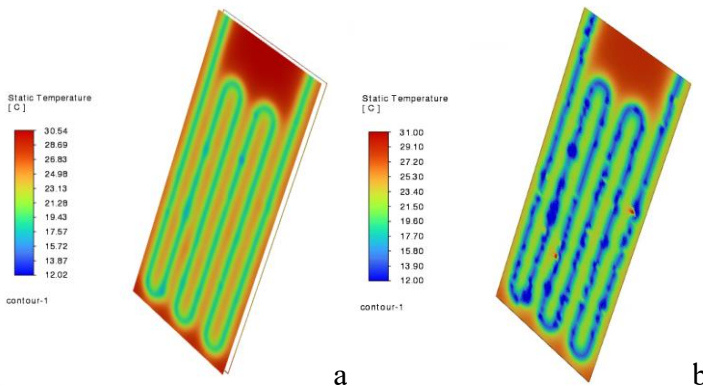 Static Temperature
[ C ]
30.54
28.69
26.83
24.98
23.13
21.28
19.43
17.57
15.72
13.87
12.02
contour-1
a
Static Temperature
[ C ]
31.00
29.10
27.20
25.30
23.40
21.50
19.60
17.70
15.80
13.90
12.00
contour-1
b